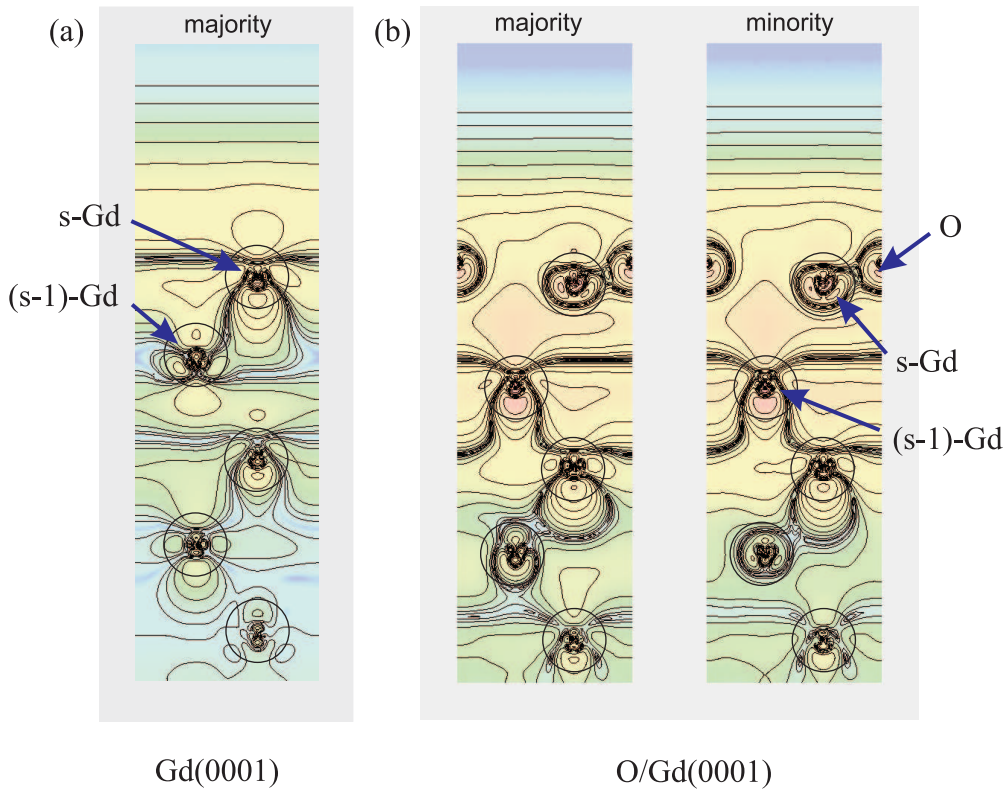 (a)
majority
s-Gd
(s-1)-Gd
Gd(0001)
(b)
majority
minority
O
s-Gd
(s-1)-Gd
O/Gd(0001)